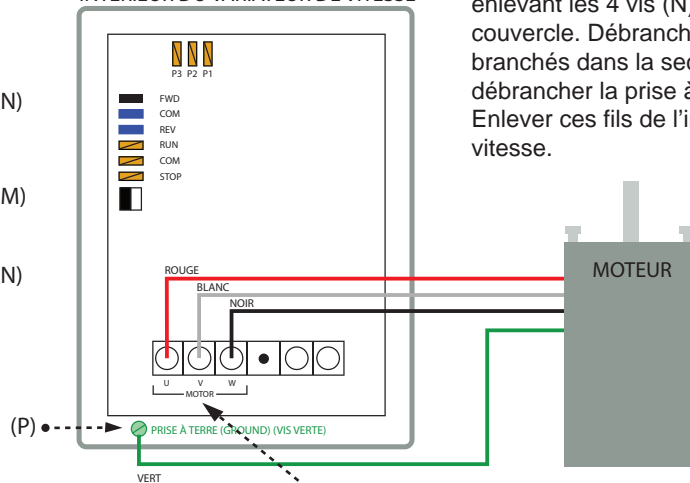 INTÉRIEUR DU VARIATEUR DE VITESSE
enlevant les 4 vis (N)
couvercle. Débranch
branchés dans la sec
débrancher la prise à
Enlever ces fils de l'i
vitesse.
P3 P2 P1
N)
FWD
COM
REV
RUN
COM
STOP
M)
N)
ROUGE
BLANC
NOIR
MOTEUR
U V W
MOTOR
(P)
PRISE À TERRE (GROUND) (VIS VERTE)
VERT